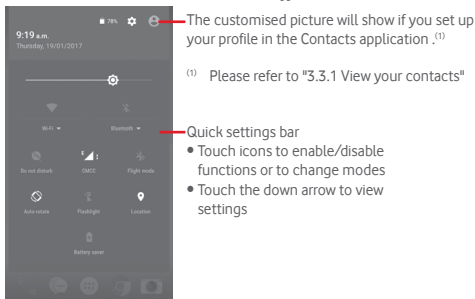 78%
9:19 a.m.
Thursday, 19/01/2017
Wi-Fi
Bluetooth
Do not disturb
CMCC
Flight mode
Auto-rotate
Flashlight
Location
Battery saver
The customised picture will show if you set up
your profile in the Contacts application .(1)
(1) Please refer to "3.3.1 View your contacts"
Quick settings bar
• Touch icons to enable/disable
functions or to change modes
• Touch the down arrow to view
settings